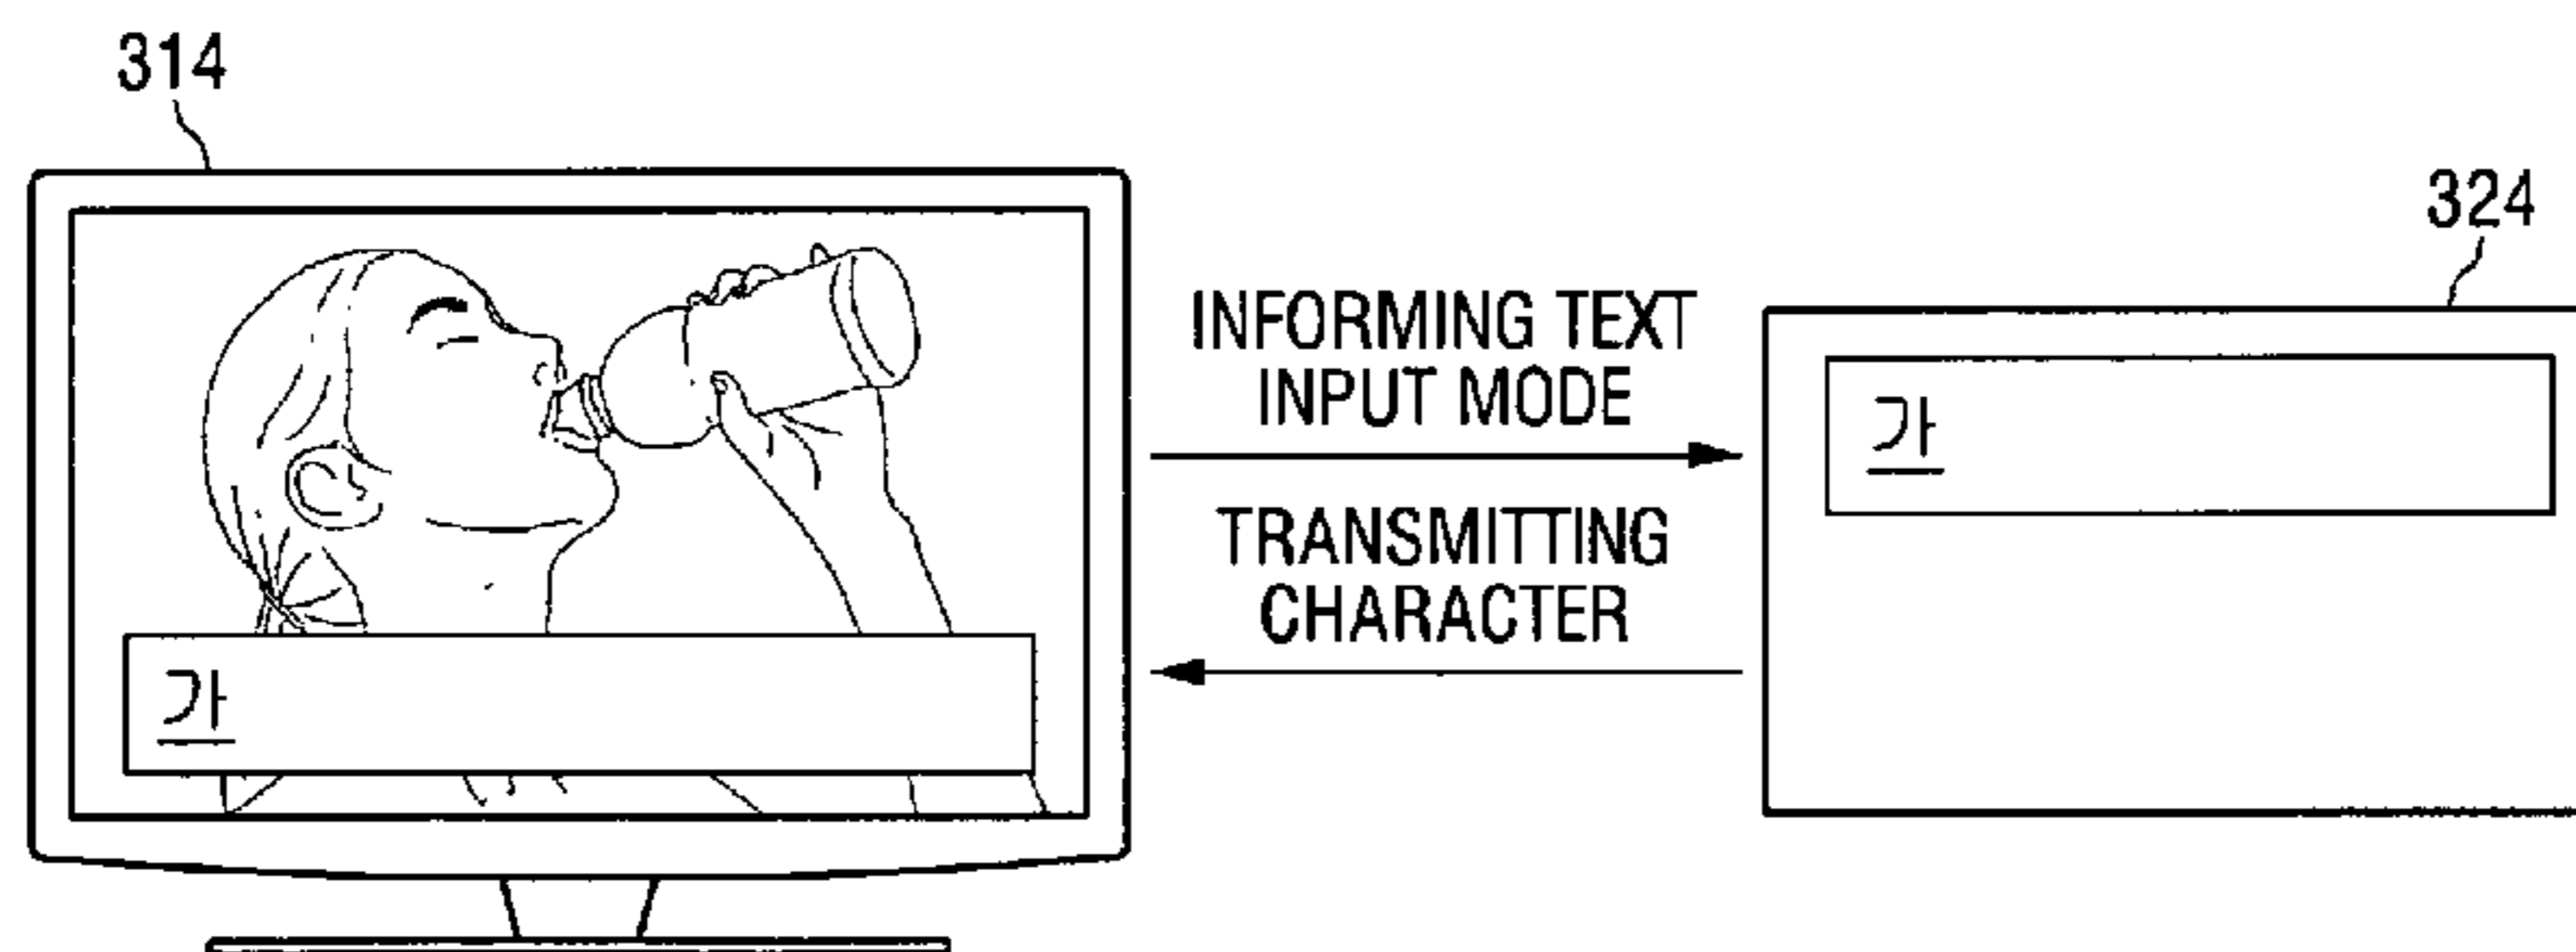 314
324
INFORMING TEXT
INPUT MODE
가
TRANSMITTING
CHARACTER
가